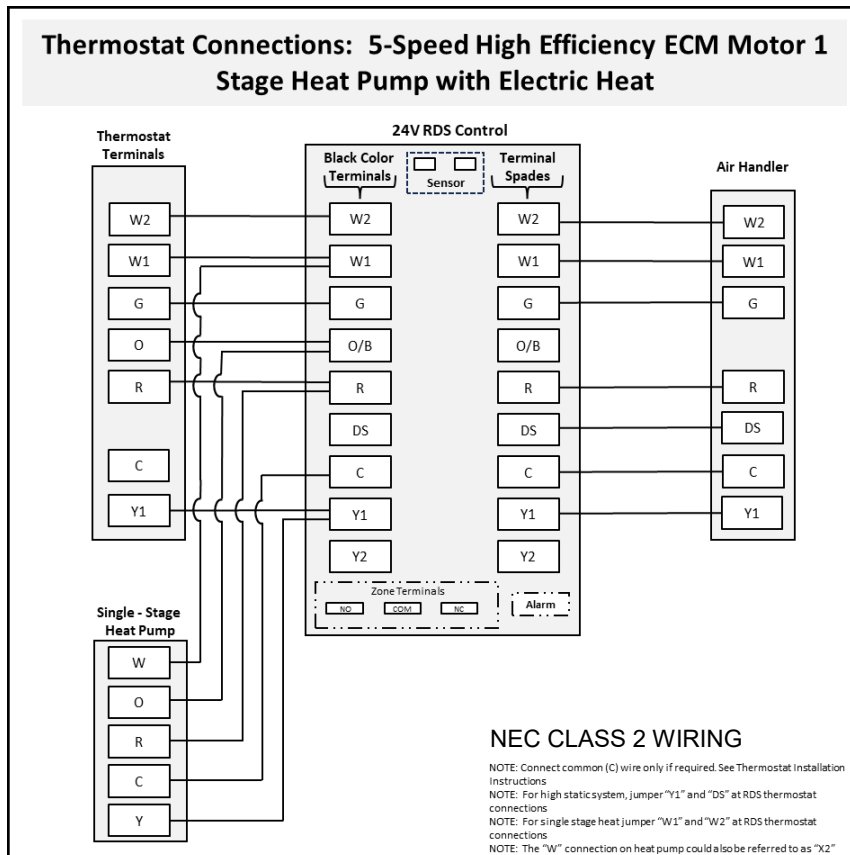 Thermostat Connections: 5-Speed High Efficiency ECM Motor 1
Stage Heat Pump with Electric Heat
24V RDS Control
Thermostat
Terminals
W2
W1
G
O
R
C
Y1
Black Color
Terminals
W2
W1
G
O/B
R
DS
C
Y1
Y2
Sensor
Terminal
Spades
W2
W1
G
O/B
R
DS
C
Y1
Y2
Zone Terminals
NO
COM
NC
Alarm
Air Handler
W2
W1
G
R
DS
C
Y1
Single - Stage
Heat Pump
W
O
R
C
Y
NEC CLASS 2 WIRING
NOTE: Connect common (C) wire only if required. See Thermostat Installation
Instructions
NOTE: For high static system, jumper “Y1” and “DS” at RDS thermostat
connections
NOTE: For single stage heat jumper “W1” and “W2” at RDS thermostat
connections
NOTE: The “W” connection on heat pump could also be referred to as “X2”